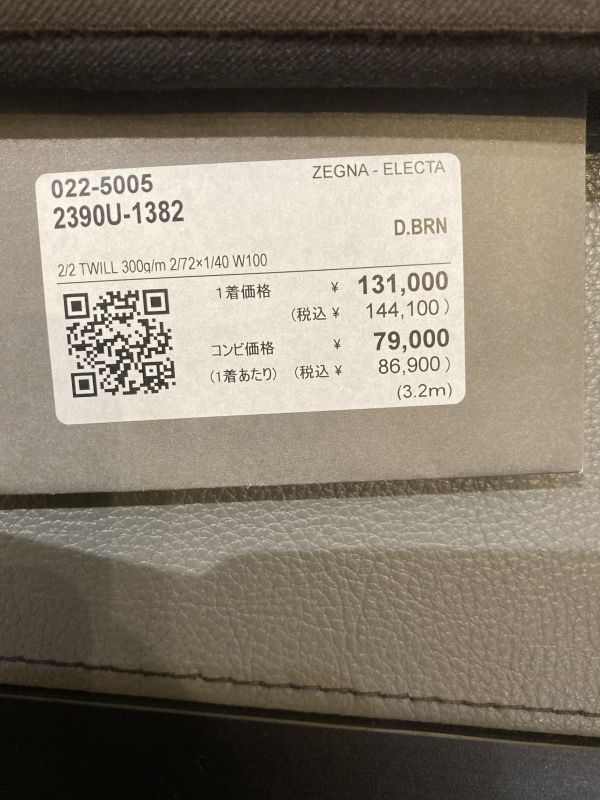 022-5005
ZEGNA - ELECTA
2390U-1382
D.BRN
2/2 TWILL 300g/m 2/72×1/40 W100
1着価格 ¥ 131,000
(税込 ¥ 144,100 )
コンビ価格 ¥ 79,000
(1着あたり) (税込 ¥ 86,900 )
(3.2m)